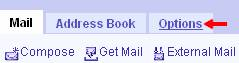 Mail Address Book Options
Compose Get Mail External Mail